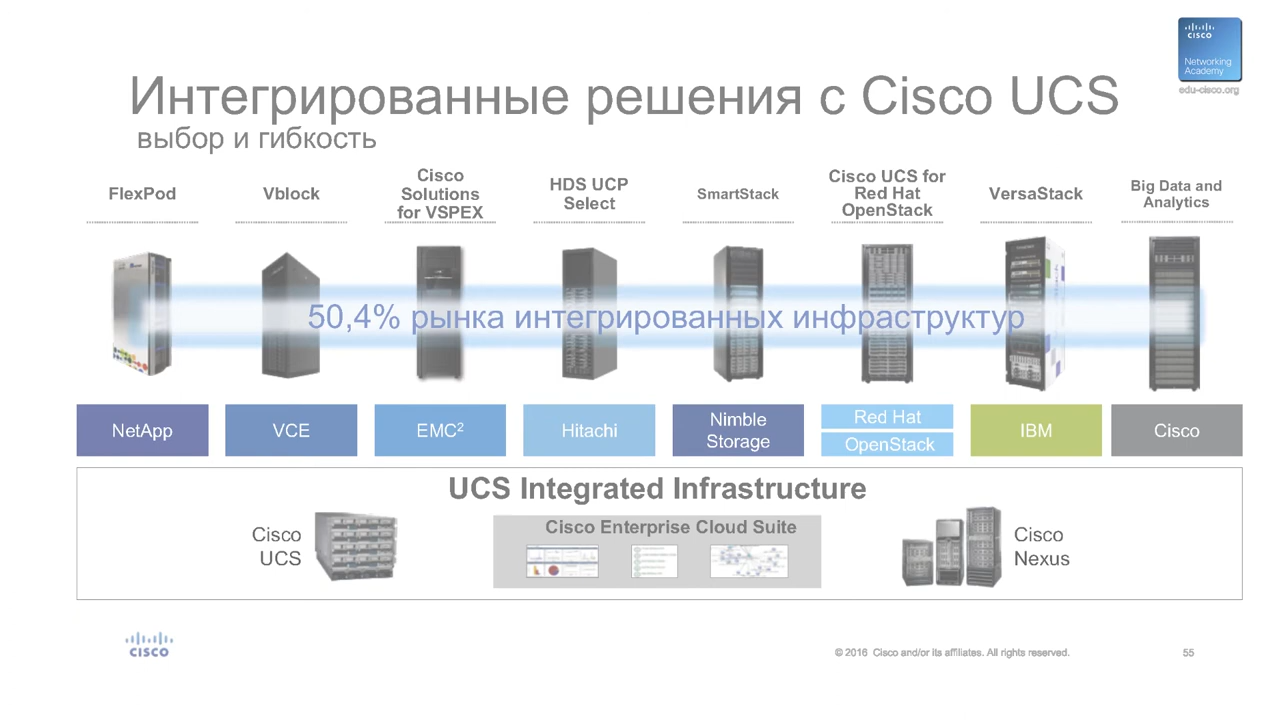 CISCO
Networking
Academy
edu-cisco.org
Интегрированные решения с Cisco UCS
выбор и гибкость
FlexPod
Vblock
Cisco
Solutions
for VSPEX
HDS UCP
Select
SmartStack
Cisco UCS for
Red Hat
OpenStack
VersaStack
Big Data and
Analytics
50,4% рынка интегрированных инфраструктур
NetApp
VCE
EMC²
Hitachi
Nimble
Storage
Red Hat
OpenStack
IBM
Cisco
UCS Integrated Infrastructure
Cisco
UCS
Cisco Enterprise Cloud Suite
Cisco
Nexus
CISCO
© 2016 Cisco and/or its affiliates. All rights reserved.
55